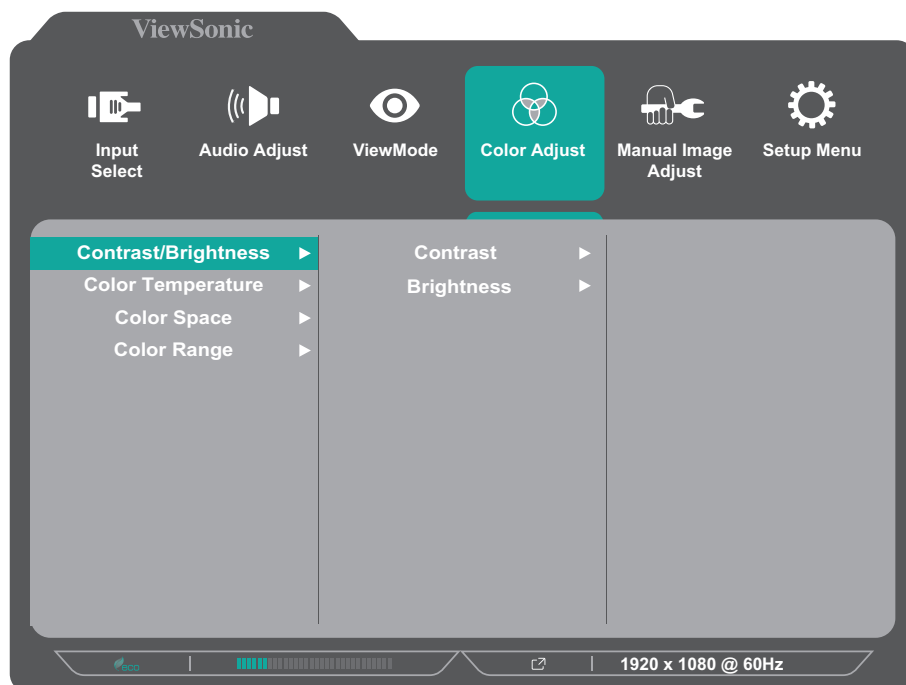 ViewSonic
Input
Select
Audio Adjust
ViewMode
Color Adjust
Manual Image
Adjust
Setup Menu
Contrast/Brightness
Color Temperature
Color Space
Color Range
Contrast
Brightness
eco
1920 x 1080 @ 60Hz